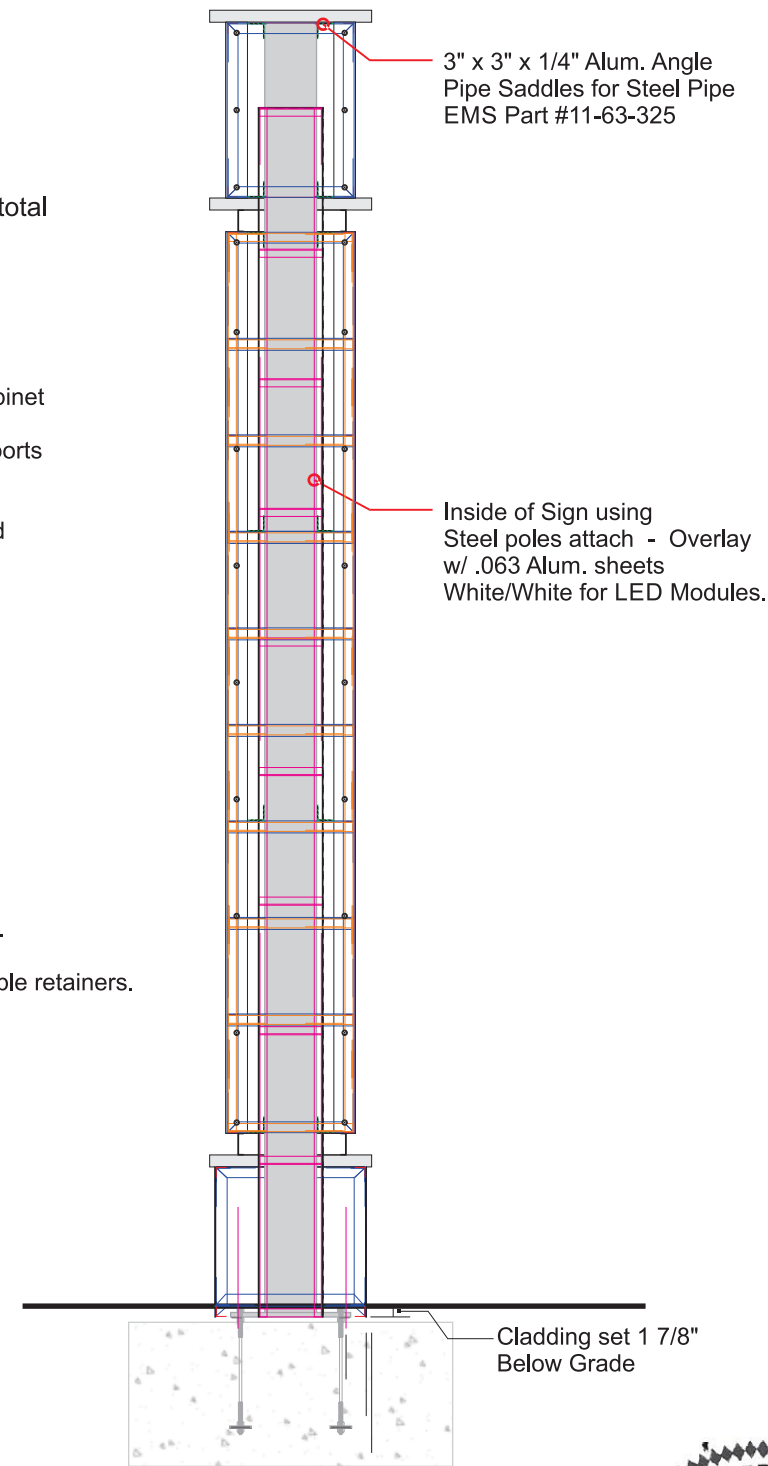 3" x 3" x 1/4" Alum. Angle
Pipe Saddles for Steel Pipe
EMS Part #11-63-325
total
Inside of Sign using
Steel poles attach - Overlay
w/ .063 Alum. sheets
White/White for LED Modules.
retainers.
Cladding set 1 7/8"
Below Grade